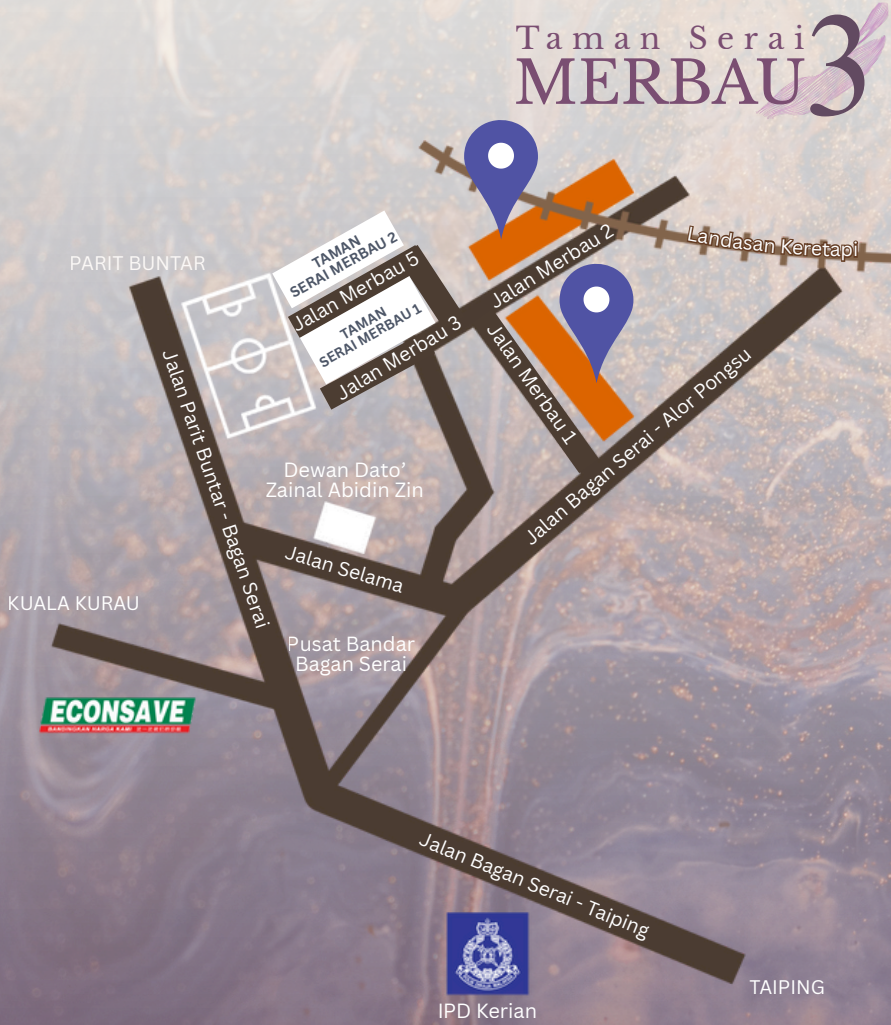 Taman Serai
MERBAU 3
Landasan Keretapi
PARIT BUNTAR
TAMAN
SERAI MERBAU 2
Jalan Merbau 5
TAMAN
SERAI MERBAU 1
Jalan Merbau 2
Jalan Merbau 3
Jalan Merbau 1
Jalan Parit Buntar - Bagan Serai
Jalan Bagan Serai - Alor Pongsu
Dewan Dato’
Zainal Abidin Zin
Jalan Selama
KUALA KURAU
Pusat Bandar
Bagan Serai
ECONSAVE
BANDINGKAN HARGA KAMI
Jalan Bagan Serai - Taiping
TAIPING
IPD Kerian